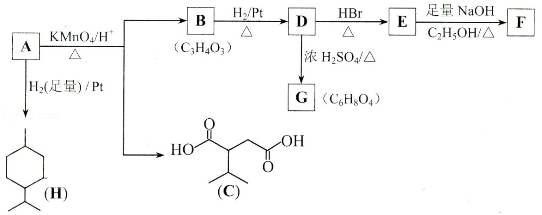 A
KMnO₄/H⁺
△
B
(C₃H₄O₃)
H₂/Pt
△
D
HBr
△
E
足量 NaOH
C₂H₅OH/△
F
H₂(足量)/Pt
浓 H₂SO₄/△
G
(C₆H₈O₄)
O
HO
OH
O
(H)
(C)